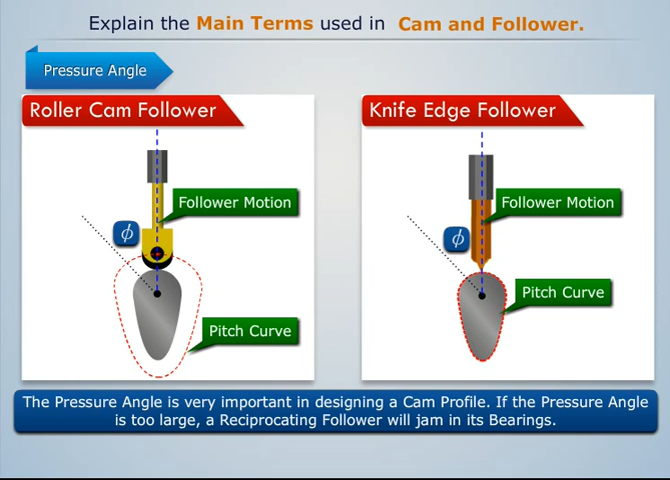 Explain the Main Terms used in Cam and Follower.
Pressure Angle
Roller Cam Follower
Follower Motion
ϕ
Pitch Curve
Knife Edge Follower
Follower Motion
ϕ
Pitch Curve
The Pressure Angle is very important in designing a Cam Profile. If the Pressure Angle
is too large, a Reciprocating Follower will jam in its Bearings.